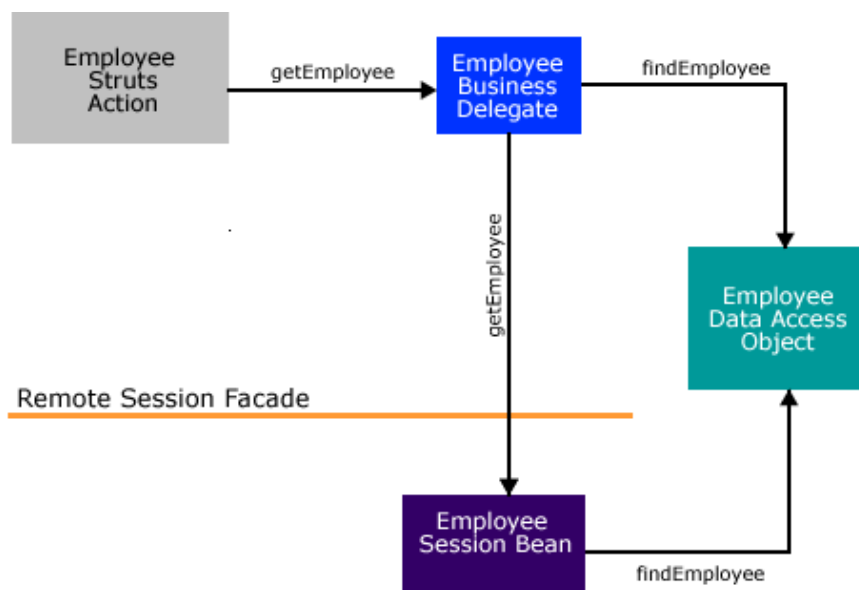 Employee
Struts
Action
getEmployee
Employee
Business
Delegate
findEmployee
getEmployee
Employee
Data Access
Object
Remote Session Facade
Employee
Session Bean
findEmployee